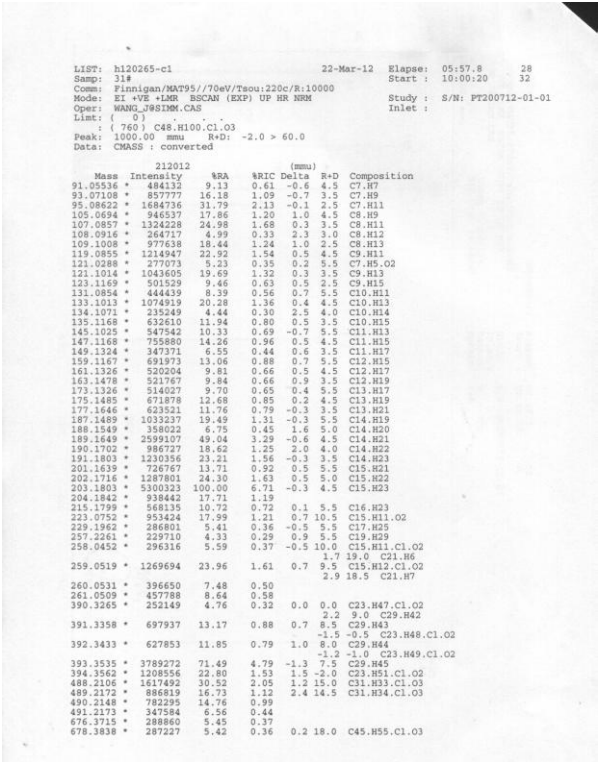 LIST: h120265-c1 22-Mar-12 Elapse: 05:57.8 28
Samp: 31# Start : 10:00:20 32
Comm: Finnigan/MAT95//70eV/Tsou:220c/R:10000
Mode: EI +VE +LMR BSCAN (EXP) UP HR NRM Study : S/N: PT200712-01-01
Oper: WANG_J@SIMM.CAS Inlet :
Limt: ( 0) . . .
: ( 760) C48.H100.Cl.O3
Peak: 1000.00 mmu R+D: -2.0 > 60.0
Data: CMASS : converted
212012 (mmu)
Mass Intensity %RA %RIC Delta R+D Composition
91.05536 * 484132 9.13 0.61 -0.6 4.5 C7.H7
93.07108 * 857777 16.18 1.09 -0.7 3.5 C7.H9
95.08622 * 1684736 31.79 2.13 -0.1 2.5 C7.H11
105.0694 * 946537 17.86 1.20 1.0 4.5 C8.H9
107.0857 * 1324228 24.98 1.68 0.3 3.5 C8.H11
108.0916 * 264717 4.99 0.33 2.3 3.0 C8.H12
109.1008 * 977638 18.44 1.24 1.0 2.5 C8.H13
119.0855 * 1214947 22.92 1.54 0.5 4.5 C9.H11
121.0288 * 277073 5.23 0.35 0.2 5.5 C7.H5.O2
121.1014 * 1043605 19.69 1.32 0.3 3.5 C9.H13
123.1169 * 501529 9.46 0.63 0.5 2.5 C9.H15
131.0854 * 444439 8.39 0.56 0.7 5.5 C10.H11
133.1013 * 1074919 20.28 1.36 0.4 4.5 C10.H13
134.1071 * 235249 4.44 0.30 2.5 4.0 C10.H14
135.1168 * 632610 11.94 0.80 0.5 3.5 C10.H15
145.1025 * 547542 10.33 0.69 -0.7 5.5 C11.H13
147.1168 * 755880 14.26 0.96 0.5 4.5 C11.H15
149.1324 * 347371 6.55 0.44 0.6 3.5 C11.H17
159.1167 * 691973 13.06 0.88 0.7 5.5 C12.H15
161.1326 * 520204 9.81 0.66 0.5 4.5 C12.H17
163.1478 * 521767 9.84 0.66 0.9 3.5 C12.H19
173.1326 * 514027 9.70 0.65 0.4 5.5 C13.H17
175.1485 * 671878 12.68 0.85 0.2 4.5 C13.H19
177.1646 * 623521 11.76 0.79 -0.3 3.5 C13.H21
187.1489 * 1033237 19.49 1.31 -0.3 5.5 C14.H19
188.1549 * 358022 6.75 0.45 1.6 5.0 C14.H20
189.1649 * 2599107 49.04 3.29 -0.6 4.5 C14.H21
190.1702 * 986727 18.62 1.25 2.0 4.0 C14.H22
191.1803 * 1230356 23.21 1.56 -0.3 3.5 C14.H23
201.1639 * 726767 13.71 0.92 0.5 5.5 C15.H21
202.1716 * 1287801 24.30 1.63 0.5 5.0 C15.H22
203.1803 * 5300323 100.00 6.71 -0.3 4.5 C15.H23
204.1842 * 938442 17.71 1.19
215.1799 * 568135 10.72 0.72 0.1 5.5 C16.H23
223.0752 * 953424 17.99 1.21 0.7 10.5 C15.H11.O2
229.1962 * 286801 5.41 0.36 -0.5 5.5 C17.H25
257.2261 * 229710 4.33 0.29 0.9 5.5 C19.H29
258.0452 * 296316 5.59 0.37 -0.5 10.0 C15.H11.Cl.O2
1.7 19.0 C21.H6
259.0519 * 1269694 23.96 1.61 0.7 9.5 C15.H12.Cl.O2
2.9 18.5 C21.H7
260.0531 * 396650 7.48 0.50
261.0509 * 457788 8.64 0.58
390.3265 * 252149 4.76 0.32 0.0 0.0 C23.H47.Cl.O2
2.2 9.0 C29.H42
391.3358 * 697937 13.17 0.88 0.7 8.5 C29.H43
-1.5 -0.5 C23.H48.Cl.O2
392.3433 * 627853 11.85 0.79 1.0 8.0 C29.H44
-1.2 -1.0 C23.H49.Cl.O2
393.3535 * 3789272 71.49 4.79 -1.3 7.5 C29.H45
394.3562 * 1208556 22.80 1.53 1.5 -2.0 C23.H51.Cl.O2
488.2106 * 1617492 30.52 2.05 1.2 15.0 C31.H33.Cl.O3
489.2172 * 886819 16.73 1.12 2.4 14.5 C31.H34.Cl.O3
490.2148 * 782295 14.76 0.99
491.2173 * 347584 6.56 0.44
676.3715 * 288860 5.45 0.37
678.3838 * 287227 5.42 0.36 0.2 18.0 C45.H55.Cl.O3